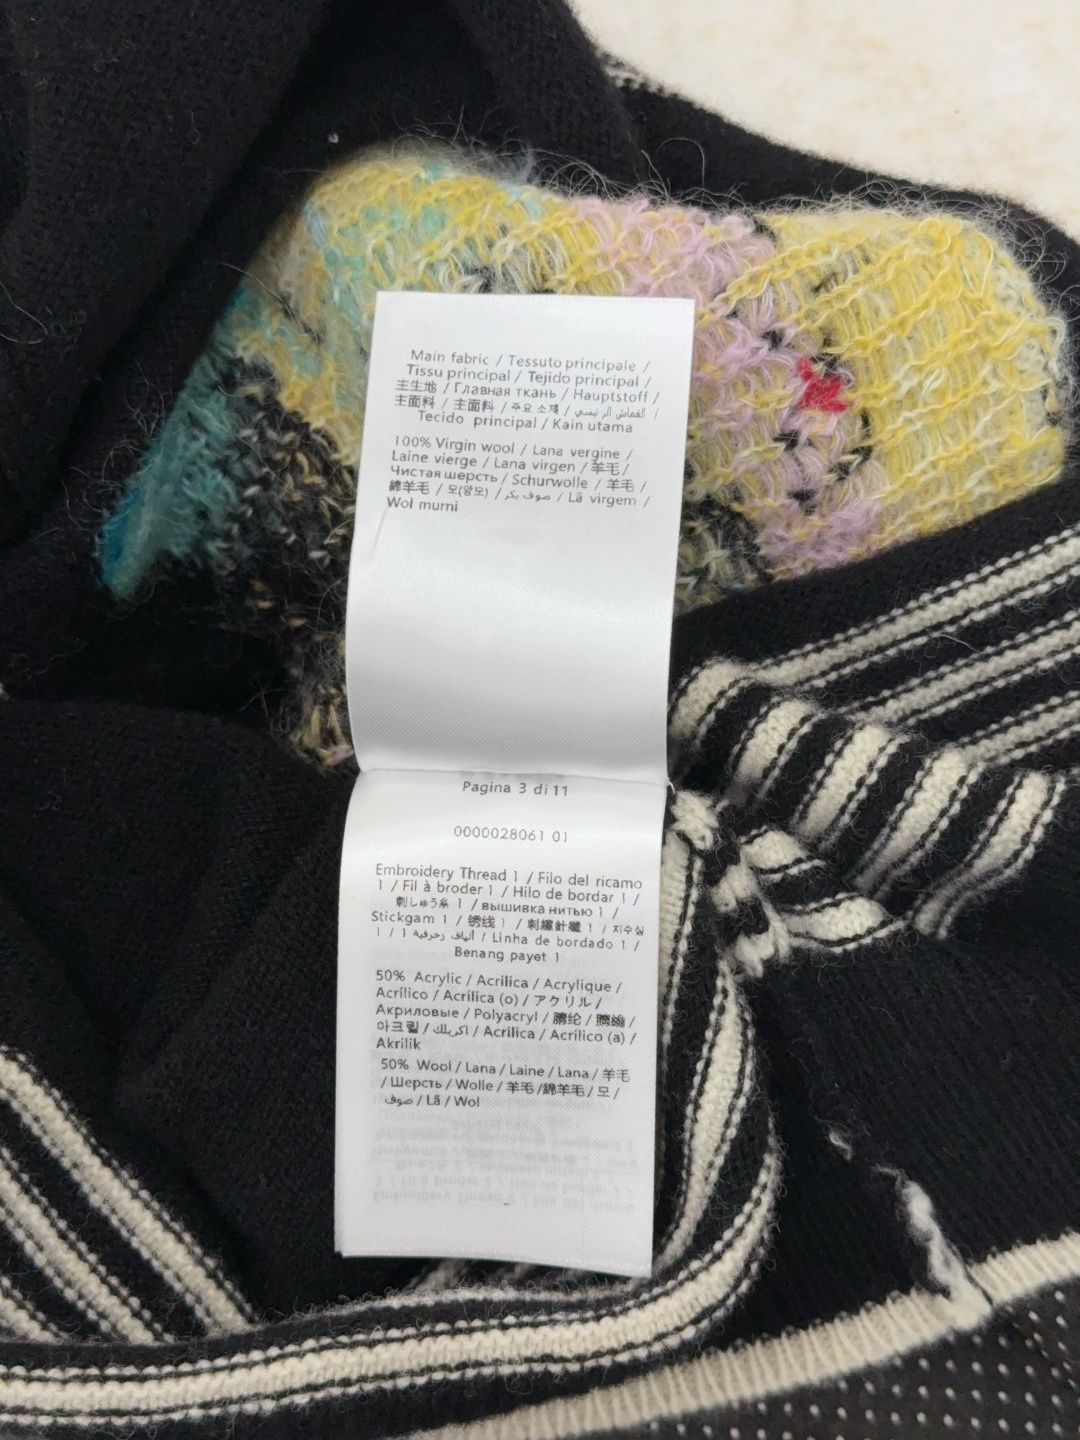 Main fabric / Tessuto principale /
Tissu principal / Tejido principal /
主生地 / Главная ткань / Hauptstoff /
主面料 / 主面料 / 주요 소재 / القماش الرئيسي /
Tecido principal / Kain utama
100% Virgin wool / Lana vergine /
Laine vierge / Lana virgen / 羊毛 /
Чистая шерсть / Schurwolle / 羊毛 /
綿羊毛 / 모(양모) / صوف بكر / Lã virgem /
Wol murni
Pagina 3 di 11
0000028061 01
Embroidery Thread 1 / Filo del ricamo
1 / Fil à broder 1 / Hilo de bordar 1 /
刺しゅう糸 1 / вышивка нитью 1 /
Stickgarn 1 / 绣线 1 / 刺繡針織 1 / 자수실
1 / ألياف زخرفية 1 / Linha de bordado 1 /
Benang payet 1
50% Acrylic / Acrilica / Acrylique /
Acrílico / Acrílica (o) / アクリル /
Акриловые / Polyacryl / 腈纶 / 腈綸 /
아크릴 / اكريلك / Acrílica / Acrílico (a) /
Akrilik
50% Wool / Lana / Laine / Lana / 羊毛
/ Шерсть / Wolle / 羊毛 / 綿羊毛 / 모 /
صوف / Lã / Wol